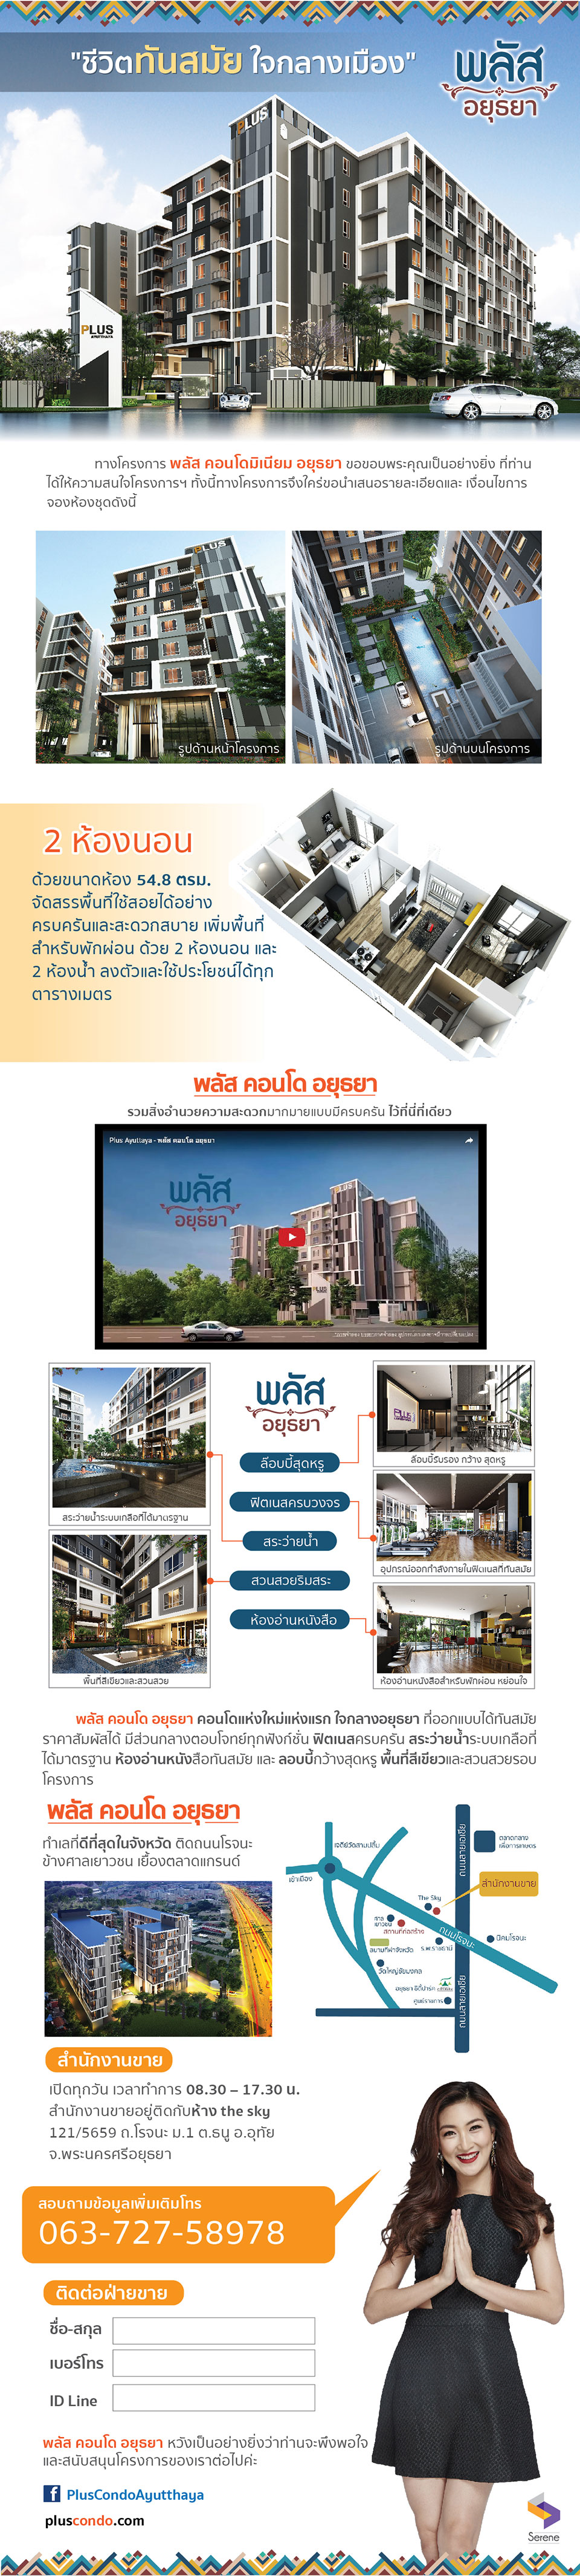 "ชีวิตทันสมัย ใจกลางเมือง"
พลัส
อยุธยา
PLUS
PLUS
AYUTTHAYA
ทางโครงการ พลัส คอนโดมิเนียม อยุธยา ขอขอบพระคุณเป็นอย่างยิ่ง ที่ท่าน
ได้ให้ความสนใจโครงการฯ ทั้งนี้ทางโครงการจึงใคร่ขอนำเสนอรายละเอียดและ เงื่อนไขการ
จองห้องชุดดังนี้
PLUS
รูปด้านหน้าโครงการ
รูปด้านบนโครงการ
2 ห้องนอน
ด้วยขนาดห้อง 54.8 ตรม.
จัดสรรพื้นที่ใช้สอยได้อย่าง
ครบครันและสะดวกสบาย เพิ่มพื้นที่
สำหรับพักผ่อน ด้วย 2 ห้องนอน และ
2 ห้องน้ำ ลงตัวและใช้ประโยชน์ได้ทุก
ตารางเมตร
พลัส คอนโด อยุธยา
รวมสิ่งอำนวยความสะดวกมากมายแบบมีครบครัน ไว้ที่นี่ที่เดียว
Plus Ayuttaya - พลัส คอนโด อยุธยา
พลัส
อยุธยา
PLUS
PLUS
พลัส
อยุธยา
ล๊อบบี้สุดหรู
ฟิตเนสครบวงจร
สระว่ายน้ำ
สวนสวยริมสระ
ห้องอ่านหนังสือ
สระว่ายน้ำระบบเกลือที่ได้มาตรฐาน
พื้นที่สีเขียวและสวนสวย
PLUS
ล๊อบบี้รับรอง กว้าง สุดหรู
อุปกรณ์ออกกำลังกายในฟิตเนสที่ทันสมัย
ห้องอ่านหนังสือสำหรับพักผ่อน หย่อนใจ
พลัส คอนโด อยุธยา คอนโดแห่งใหม่แห่งแรก ใจกลางอยุธยา ที่ออกแบบได้ทันสมัย
ราคาสัมผัสได้ มีส่วนกลางตอบโจทย์ทุกฟังก์ชั่น ฟิตเนสครบครัน สระว่ายน้ำระบบเกลือที่
ได้มาตรฐาน ห้องอ่านหนังสือทันสมัย และ ลอบบี้กว้างสุดหรู พื้นที่สีเขียวและสวนสวยรอบ
โครงการ
พลัส คอนโด อยุธยา
ทำเลที่ดีที่สุดในจังหวัด ติดถนนโรจนะ
ข้างศาลเยาวชน เยื้องตลาดแกรนด์
เจดีย์วัดสามปลื้ม
เข้าเมือง
ถนนสายเอเชีย
ตลาดกลาง
เพื่อการเกษตร
สำนักงานขาย
The Sky
ศาล
เยาวชน
สถานที่ก่อสร้าง
ถนนโรจนะ
นิคมโรจนะ
ร.พ.ราชธานี
สนามกีฬาจังหวัด
วัดใหญ่ชัยมงคล
อยุธยา ซิตี้ปาร์ค
ศูนย์ราชการ
ถนนสายเอเชีย
สำนักงานขาย
เปิดทุกวัน เวลาทำการ 08.30 – 17.30 น.
สำนักงานขายอยู่ติดกับห้าง the sky
121/5659 ถ.โรจนะ ม.1 ต.ธนู อ.อุทัย
จ.พระนครศรีอยุธยา
สอบถามข้อมูลเพิ่มเติมโทร
063-727-58978
ติดต่อฝ่ายขาย
ชื่อ-สกุล
เบอร์โทร
ID Line
พลัส คอนโด อยุธยา หวังเป็นอย่างยิ่งว่าท่านจะพึงพอใจ
และสนับสนุนโครงการของเราต่อไปค่ะ
PlusCondoAyutthaya
pluscondo.com
Serene